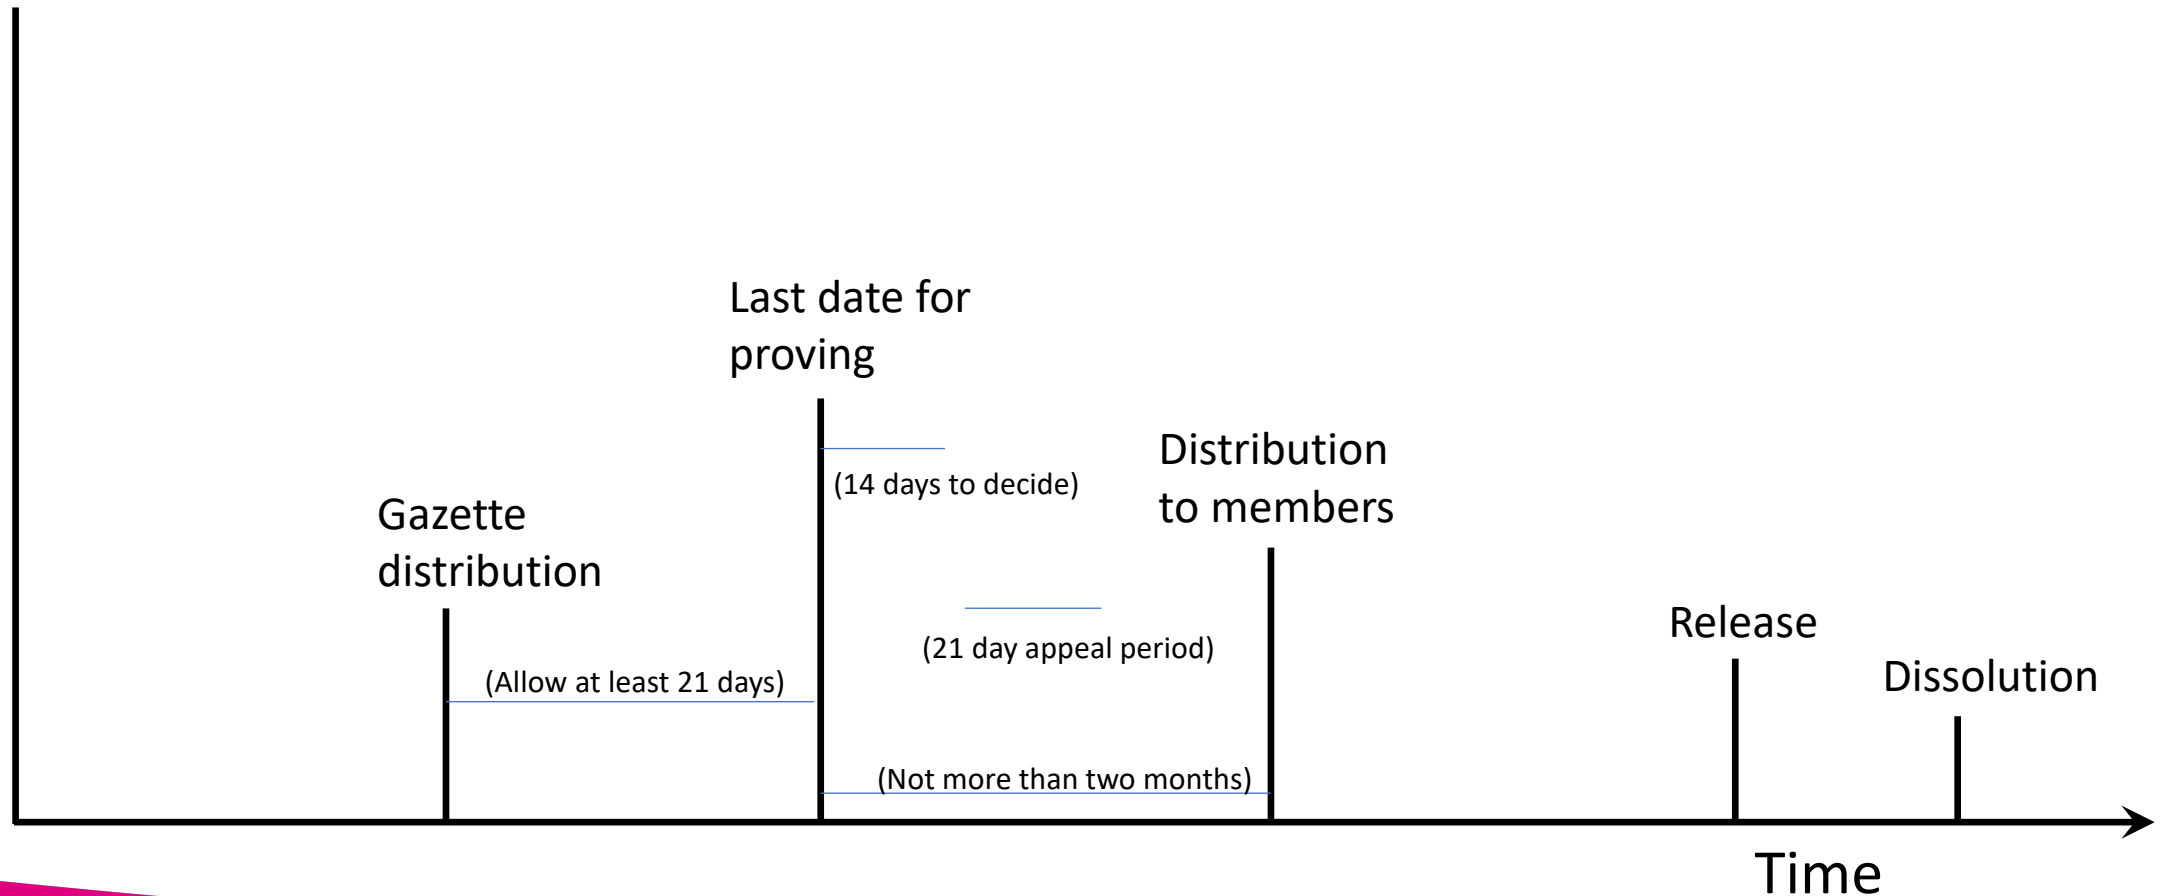 Last date for
proving
Distribution
to members
(14 days to decide)
Gazette
distribution
Release
(21 day appeal period)
Dissolution
(Allow at least 21 days)
(Not more than two months)
Time